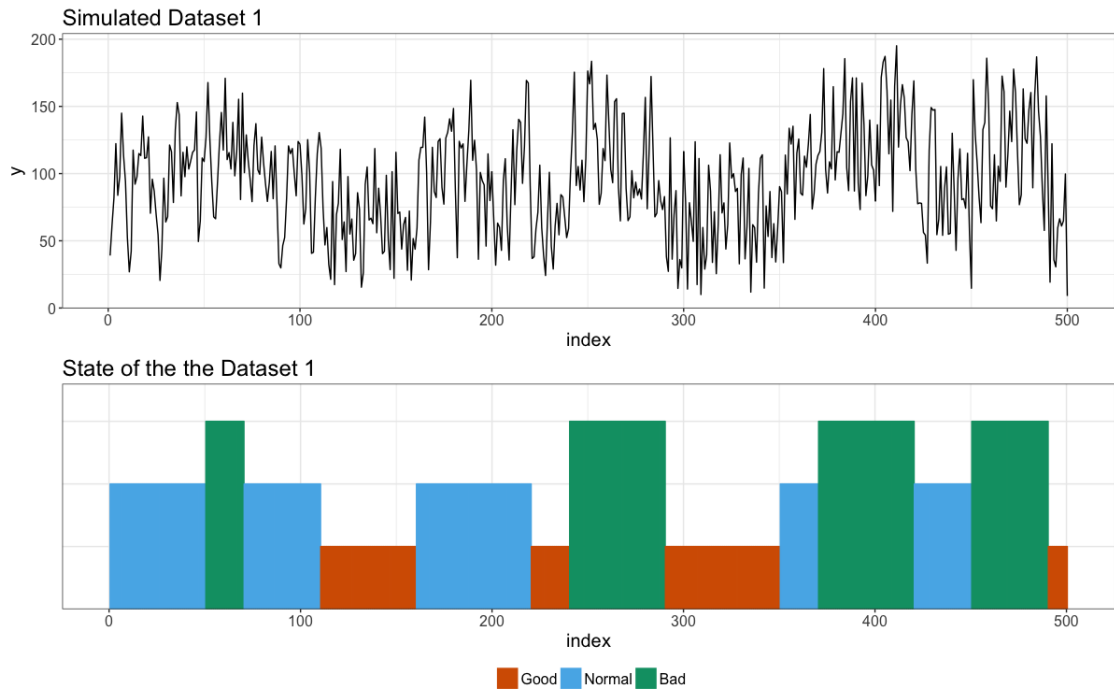 Simulated Dataset 1
200
150
100
50
0
y
0 100 200 300 400 500
index
State of the the Dataset 1
0 100 200 300 400 500
index
Good Normal Bad